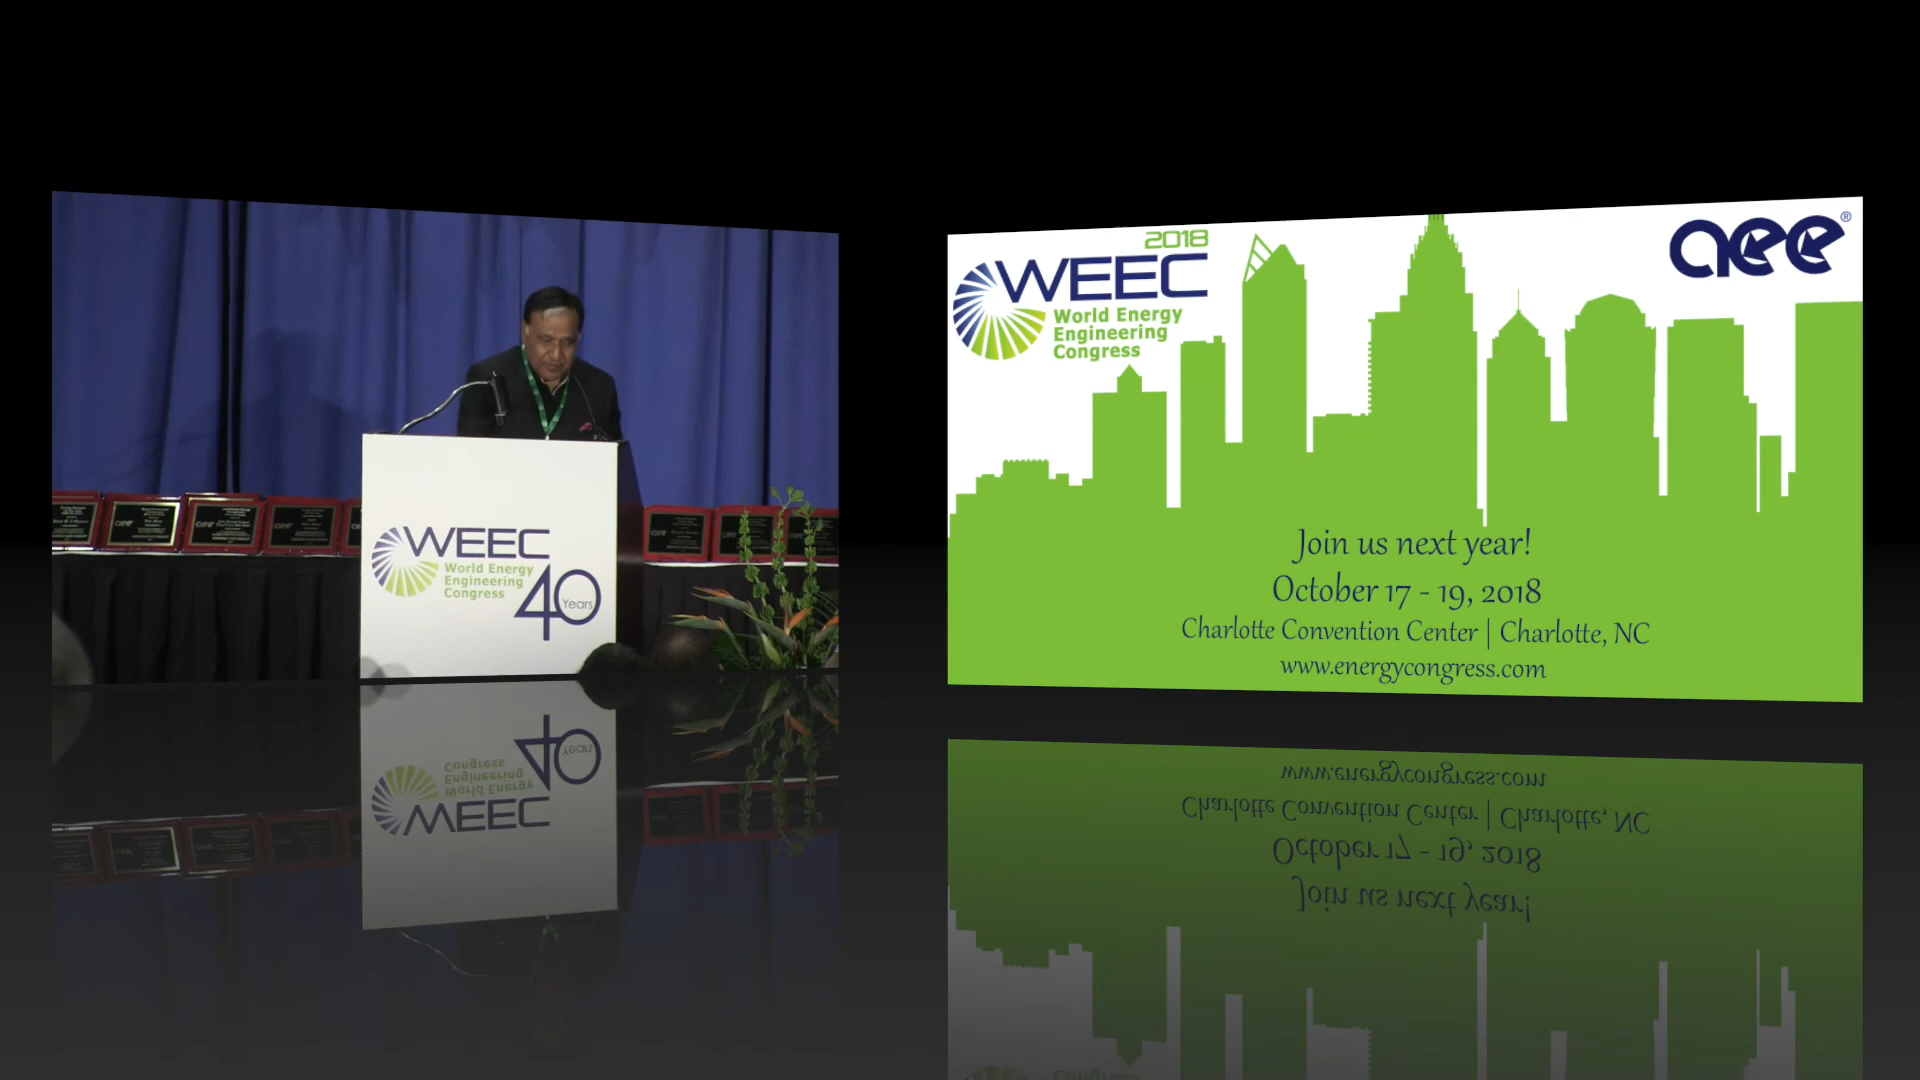 WEEC
World Energy
Engineering
Congress
40
Years
2018
WEEC
World Energy
Engineering
Congress
aee®
Join us next year!
October 17 - 19, 2018
Charlotte Convention Center | Charlotte, NC
www.energycongress.com